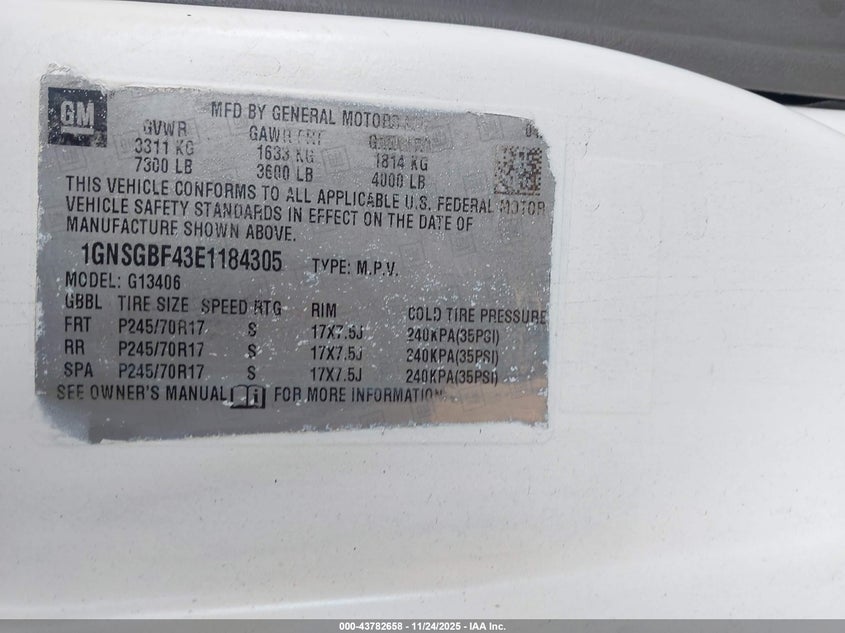 GM
MFD BY GENERAL MOTORS
GVWR GAWR FRT
3311 KG 1633 KG 1814 KG
7300 LB 3600 LB 4000 LB
THIS VEHICLE CONFORMS TO ALL APPLICABLE U.S. FEDERAL MOTOR
VEHICLE SAFETY STANDARDS IN EFFECT ON THE DATE OF
MANUFACTURE SHOWN ABOVE.
1GNSGBF43E1184305 TYPE: M.P.V.
MODEL: G13406
GBBL TIRE SIZE SPEED RTG RIM COLD TIRE PRESSURE
FRT P245/70R17 S 17X7.5J 240KPA(35PSI)
RR P245/70R17 S 17X7.5J 240KPA(35PSI)
SPA P245/70R17 S 17X7.5J 240KPA(35PSI)
SEE OWNER'S MANUAL FOR MORE INFORMATION
000-43782658 - 11/24/2025 - IAA Inc.